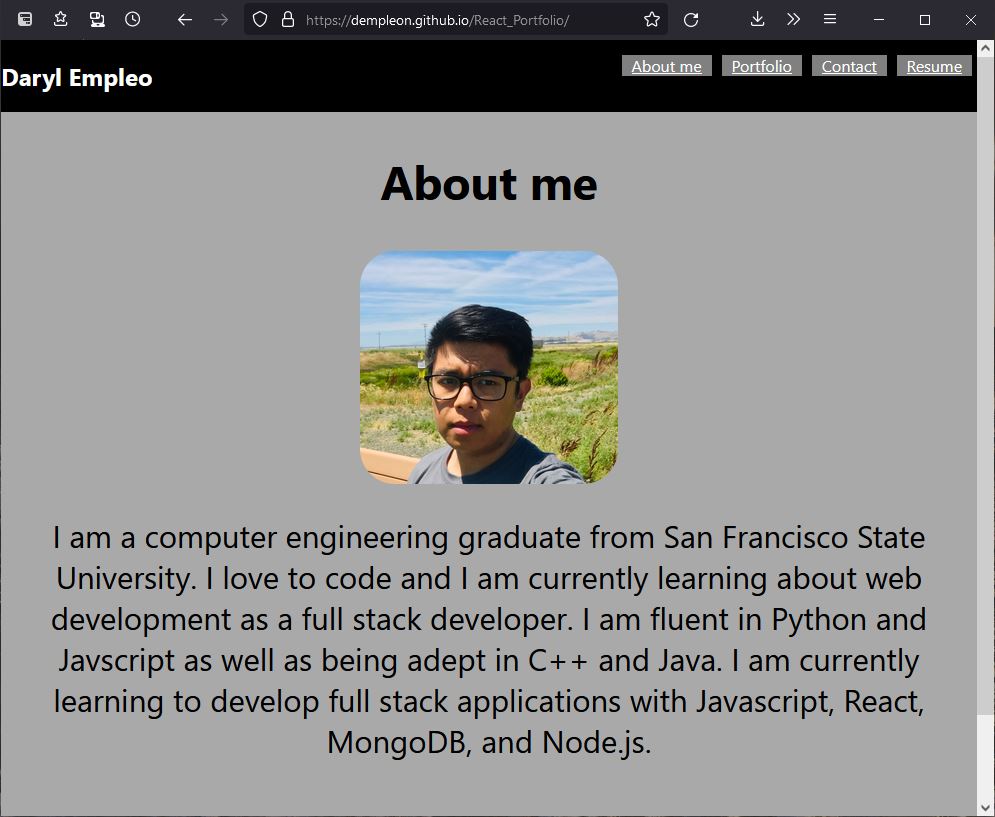 https://dempleon.github.io/React_Portfolio/
Daryl Empleo
About me Portfolio Contact Resume
About me
I am a computer engineering graduate from San Francisco State
University. I love to code and I am currently learning about web
development as a full stack developer. I am fluent in Python and
Javscript as well as being adept in C++ and Java. I am currently
learning to develop full stack applications with Javascript, React,
MongoDB, and Node.js.